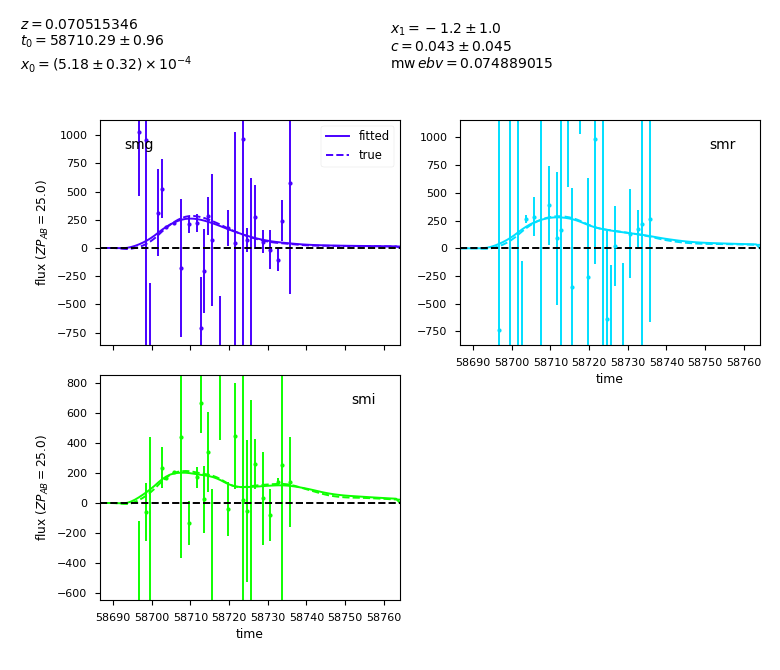 z = 0.070515346
t₀ = 58710.29 ± 0.96
x₀ = (5.18 ± 0.32) × 10⁻⁴
x₁ = −1.2 ± 1.0
c = 0.043 ± 0.045
mw ebv = 0.074889015
smg
fitted
true
1000
750
500
250
0
−250
−500
−750
flux (ZP_AB = 25.0)
smr
1000
750
500
250
0
−250
−500
−750
58690 58700 58710 58720 58730 58740 58750 58760
time
smi
800
600
400
200
0
−200
−400
−600
flux (ZP_AB = 25.0)
58690 58700 58710 58720 58730 58740 58750 58760
time